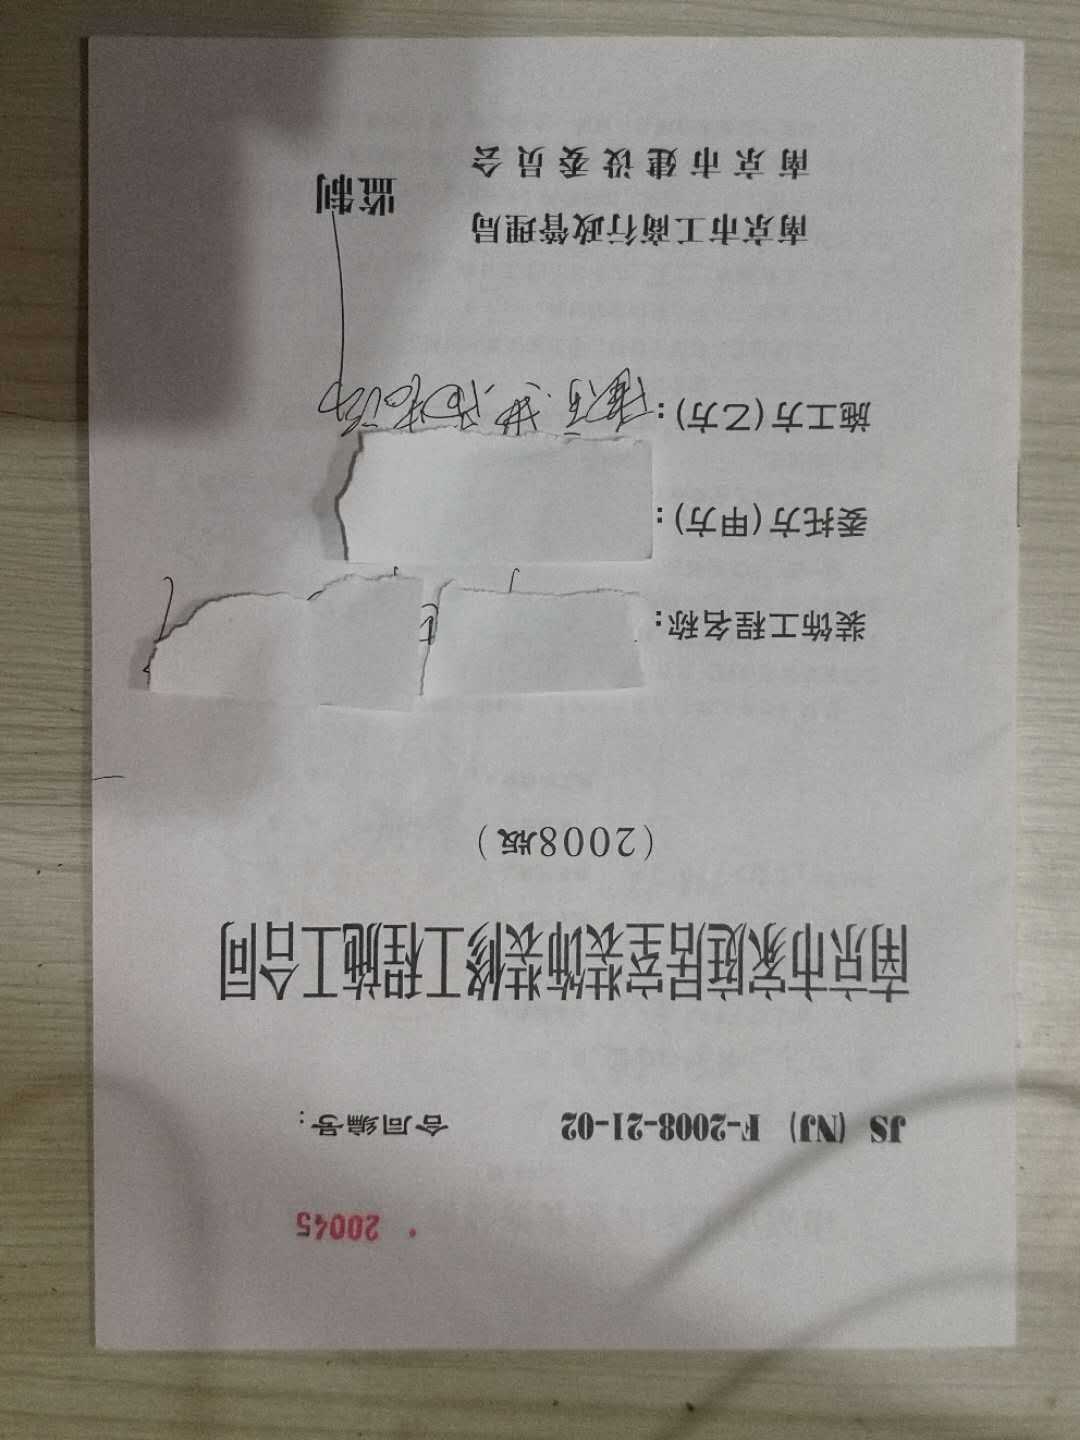 20045
JS (NJ) F-2008-21-02 合同编号：
南京市家庭居室装饰装修工程施工合同
（2008版）
装饰工程名称：
委托方（甲方）：
施工方（乙方）：
南京市工商行政管理局
监制
南京市建设委员会